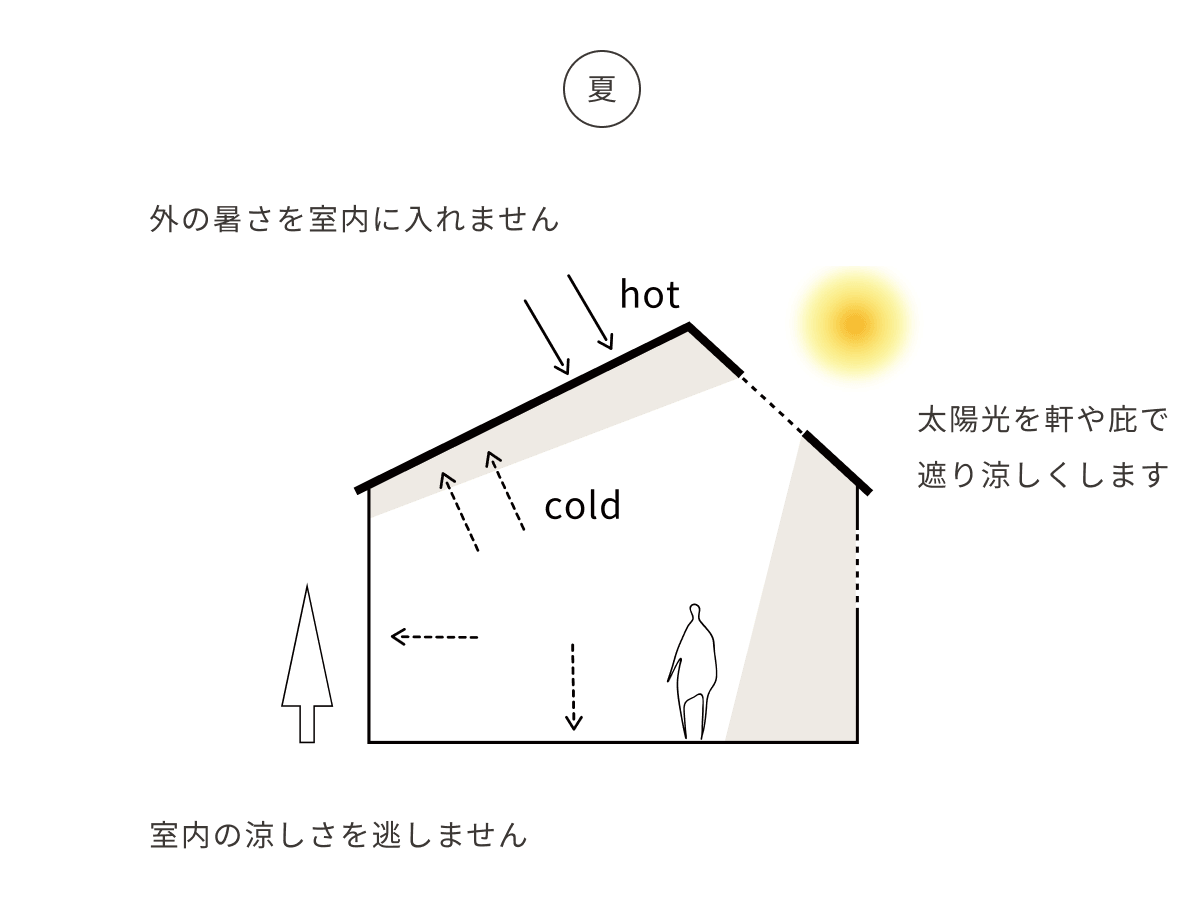 夏
外の暑さを室内に入れません
hot
太陽光を軒や庇で
遮り涼しくします
cold
室内の涼しさを逃しません